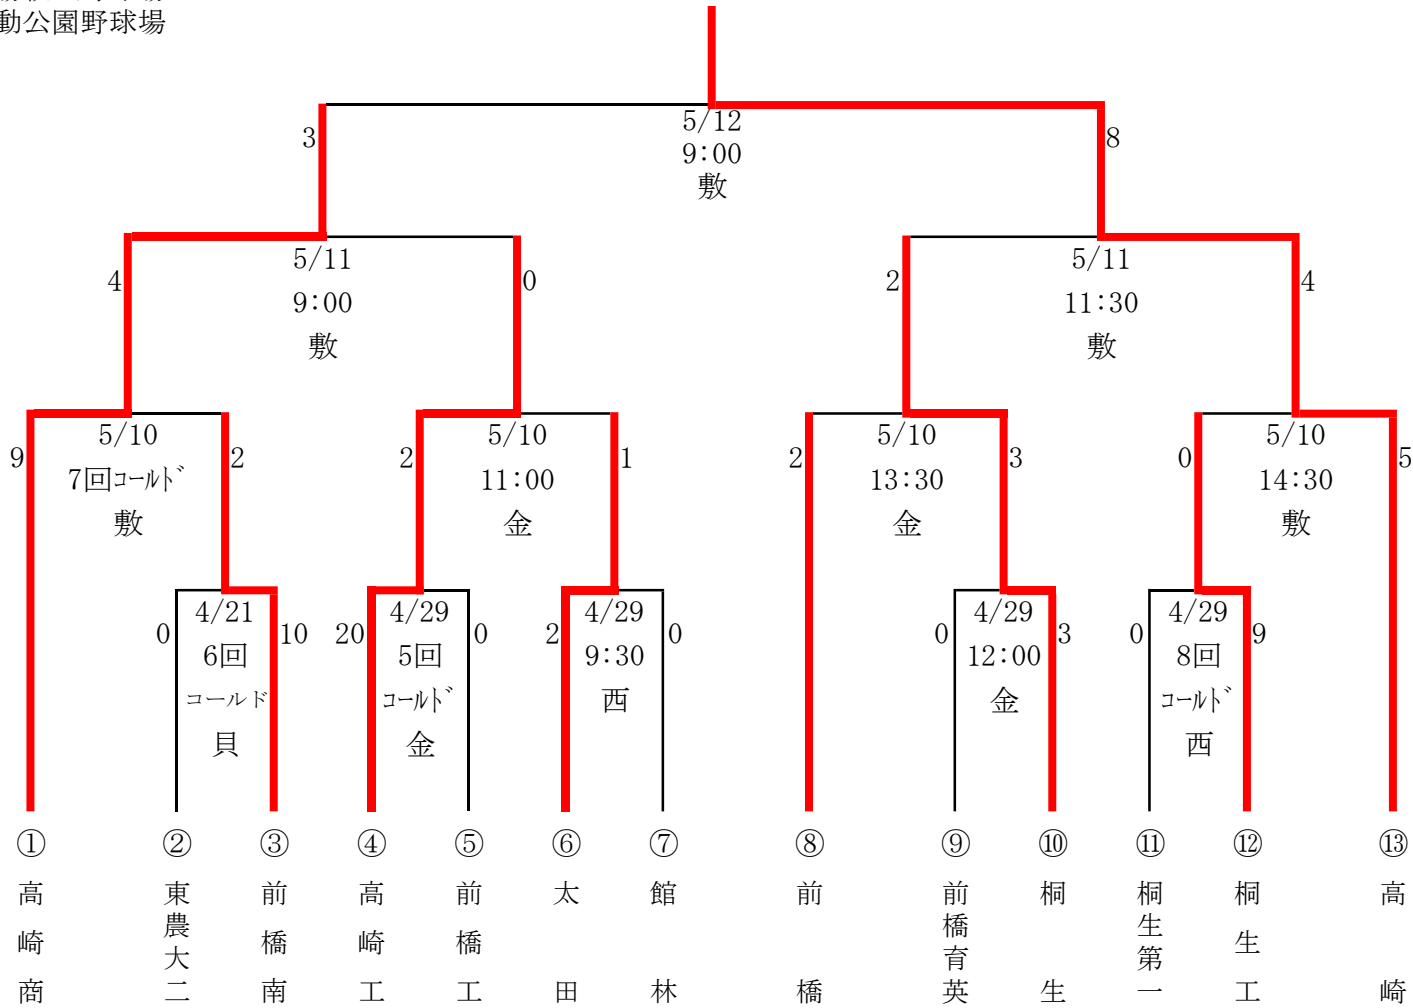 動公園野球場
5/12
3
8
9:00
敷
5/11
5/11
4
0
2
4
9:00
11:30
敷
敷
5/10
5/10
5/10
5/10
9
2
2
1
2
3
0
5
7回コールド
11:00
13:30
14:30
敷
金
金
敷
4/21
4/29
4/29
4/29
4/29
0
10
20
0
2
0
0
3
0
9
6回
5回
9:30
12:00
8回
コールド
コールド
西
金
コールド
貝
金
西
①
②
③
④
⑤
⑥
⑦
⑧
⑨
⑩
⑪
⑫
⑬
高崎商
東農大二
前橋南
高崎工
前橋工
太田
館林
前橋
前橋育英
桐生
桐生第一
桐生工
高崎